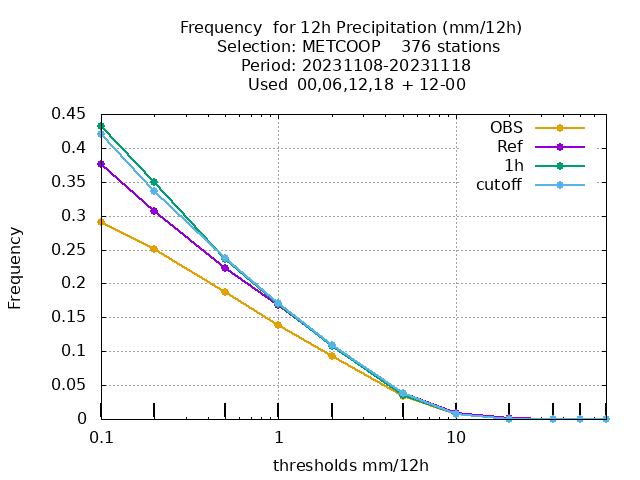 Frequency  for 12h Precipitation (mm/12h)
Selection: METCOOP    376 stations
Period: 20231108-20231118
Used  00,06,12,18  + 12-00
0.45
0.4
0.35
0.3
0.25
0.2
0.15
0.1
0.05
0
Frequency
OBS
Ref
1h
cutoff
0.1
1
10
thresholds mm/12h